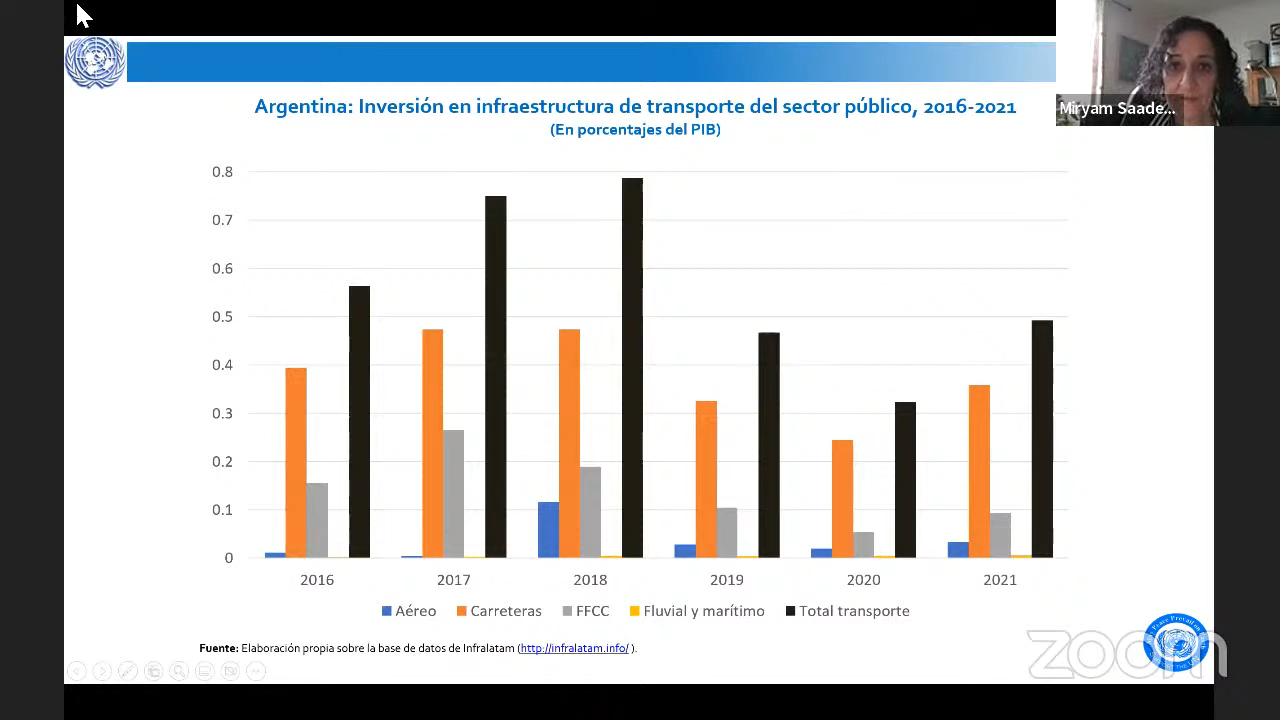 Argentina: Inversión en infraestructura de transporte del sector público, 2016-2021
(En porcentajes del PIB)
Miryam Saade...
0.8
0.7
0.6
0.5
0.4
0.3
0.2
0.1
0
2016 2017 2018 2019 2020 2021
Aéreo Carreteras FFCC Fluvial y marítimo Total transporte
Fuente: Elaboración propia sobre la base de datos de Infralatam (http://infralatam.info/ ).
zoom